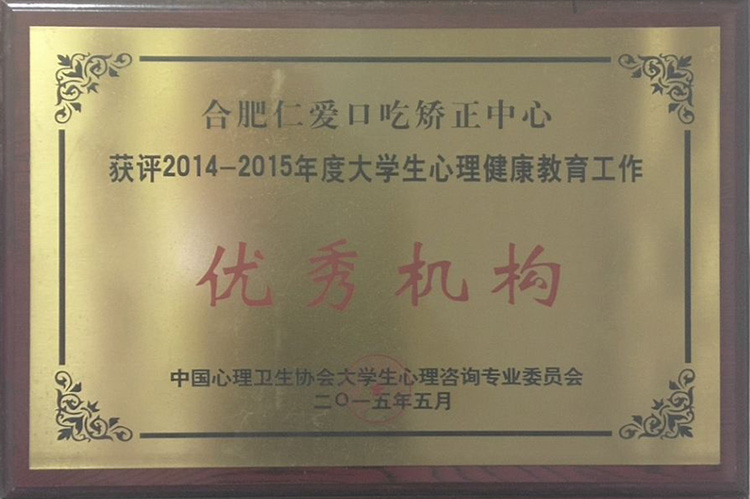 合肥仁爱口吃矫正中心
获评2014-2015年度大学生心理健康教育工作
优秀机构
中国心理卫生协会大学生心理咨询专业委员会
二〇一五年五月